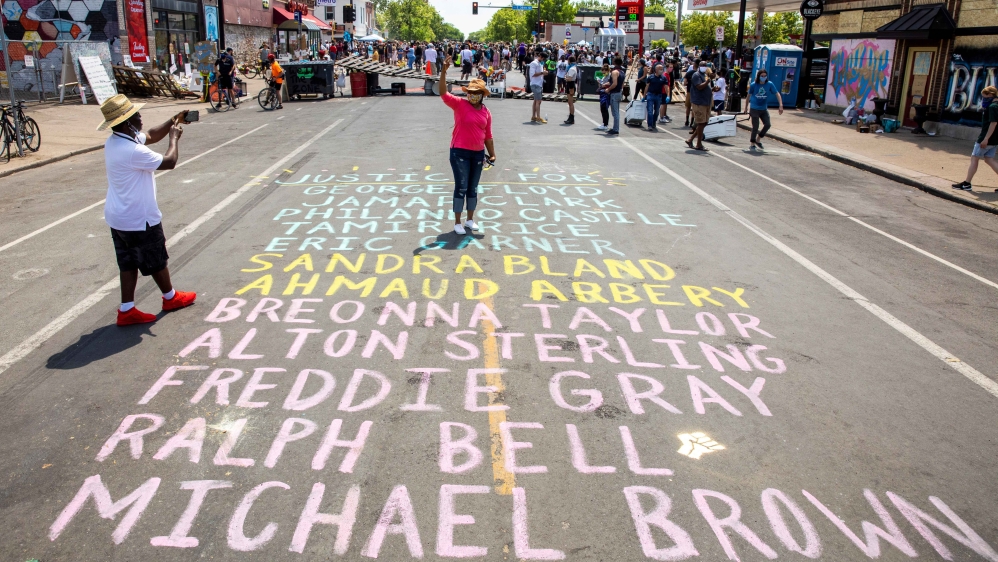 JUSTICE FOR
GEORGE FLOYD
JAMAR CLARK
PHILANDO CASTILE
TAMIR RICE
ERIC GARNER
SANDRA BLAND
AHMAUD ARBERY
BREONNA TAYLOR
ALTON STERLING
FREDDIE GRAY
RALPH BELL
MICHAEL BROWN